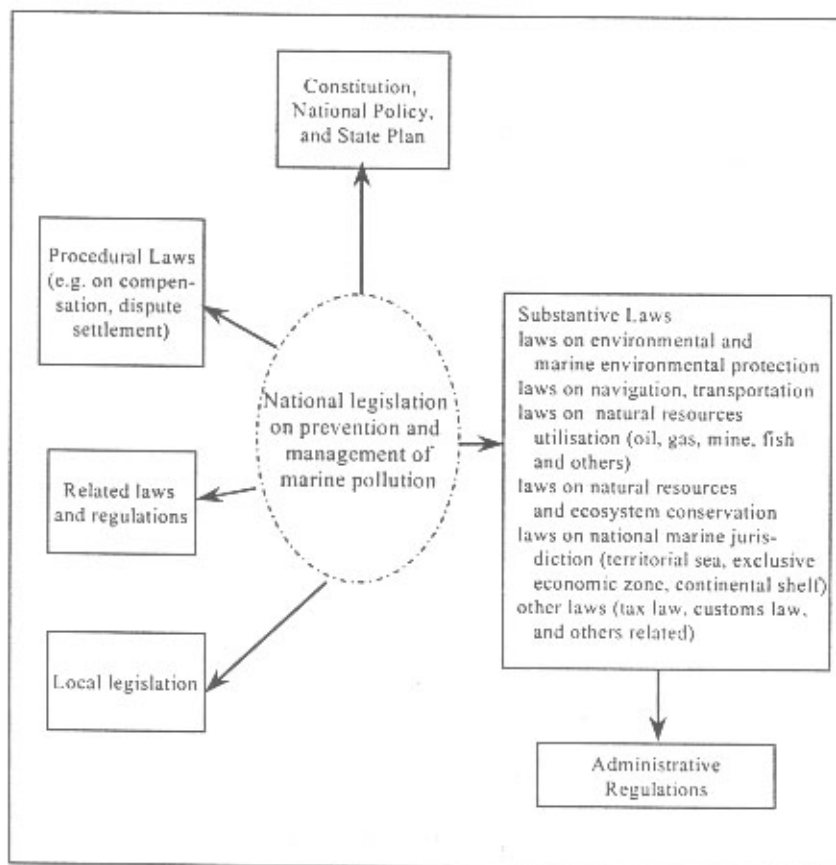 Constitution,
National Policy,
and State Plan
Procedural Laws
(e.g. on compen-
sation, dispute
settlement)
National legislation
on prevention and
management of
marine pollution
Related laws
and regulations
Local legislation
Substantive Laws
laws on environmental and
marine environmental protection
laws on navigation, transportation
laws on natural resources
utilisation (oil, gas, mine, fish
and others)
laws on natural resources
and ecosystem conservation
laws on national marine juris-
diction (territorial sea, exclusive
economic zone, continental shelf)
other laws (tax law, customs law,
and others related)
Administrative
Regulations